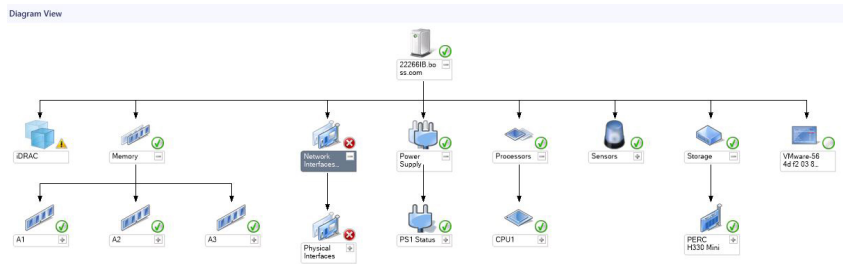 Diagram View
22266IB.bo
ss.com
iDRAC
Memory
Network
Interfaces...
Power
Supply
Processors
Sensors
Storage
VMware-56
4d f2 03 8...
A1
A2
A3
Physical
Interfaces
PS1 Status
CPU1
PERC
H330 Mini